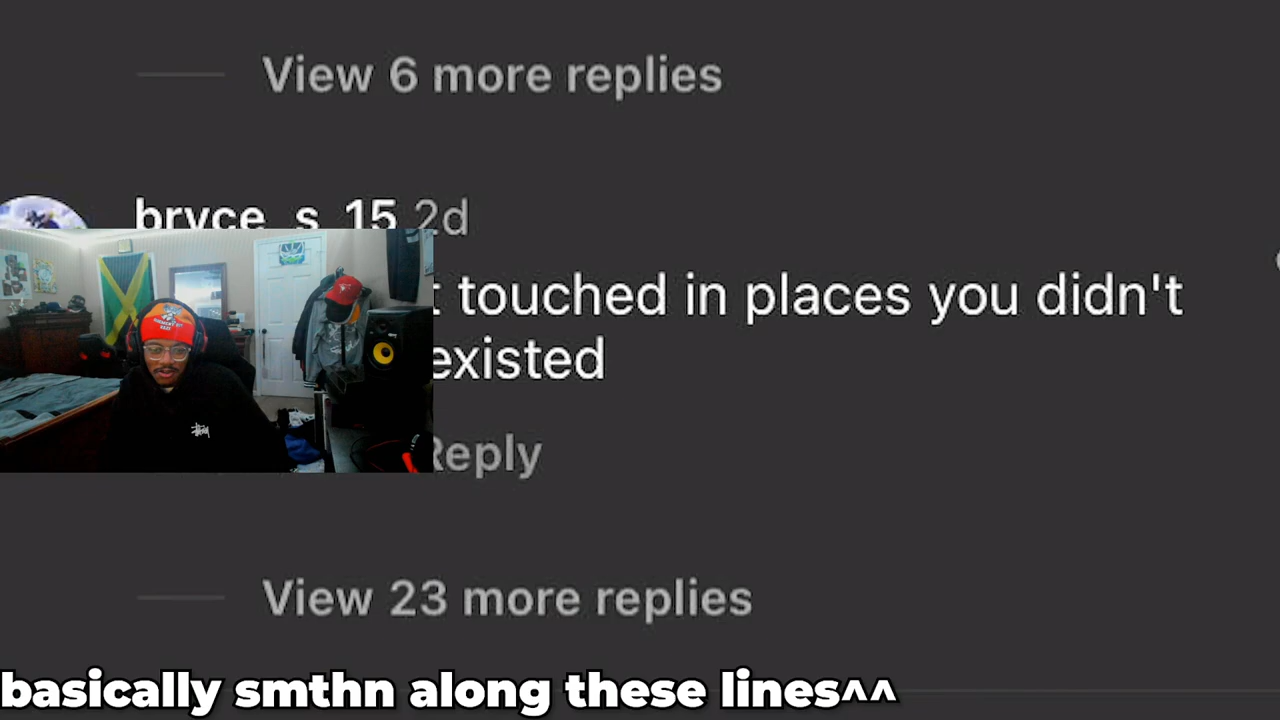 View 6 more replies
bryce_s_15 2d
touched in places you didn't
existed
Reply
View 23 more replies
basically smthn along these lines^^